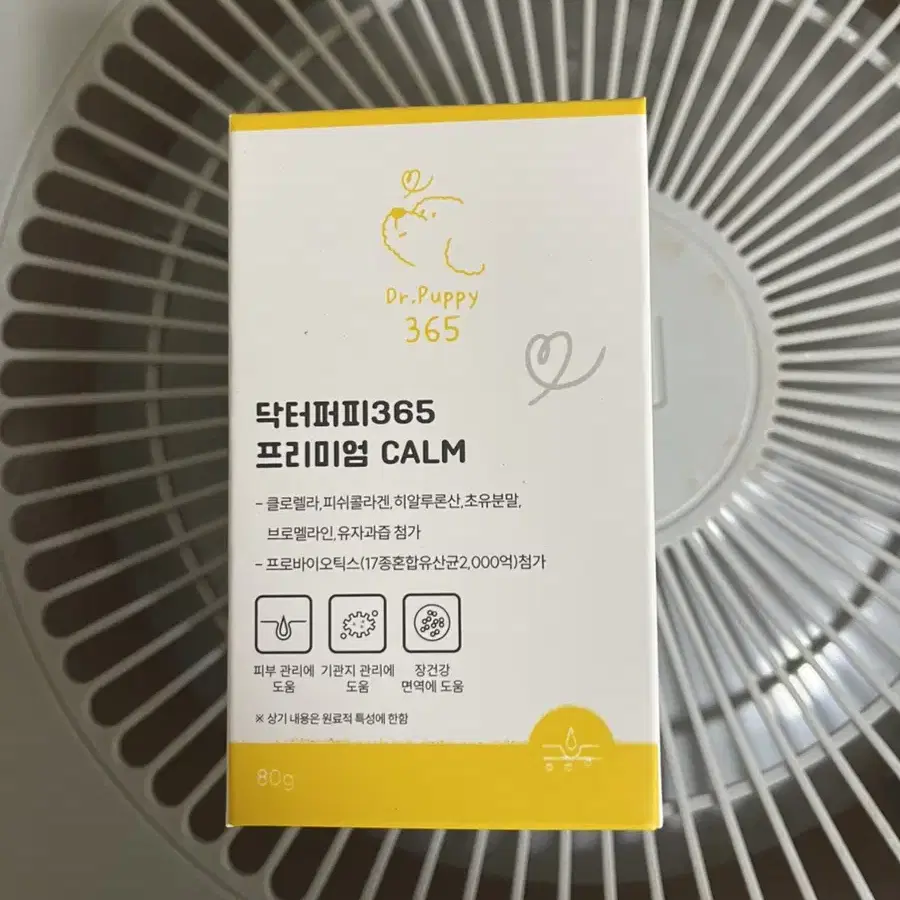 Dr.Puppy
365
닥터퍼피365
프리미엄 CALM
- 클로렐라,피쉬콜라겐,히알루론산,초유분말,
브로멜라인,유자과즙 첨가
- 프로바이오틱스(17종혼합유산균2,000억)첨가
피부 관리에 기관지 관리에 장건강
도움 도움 면역에 도움
※ 상기 내용은 원료적 특성에 한함
80g